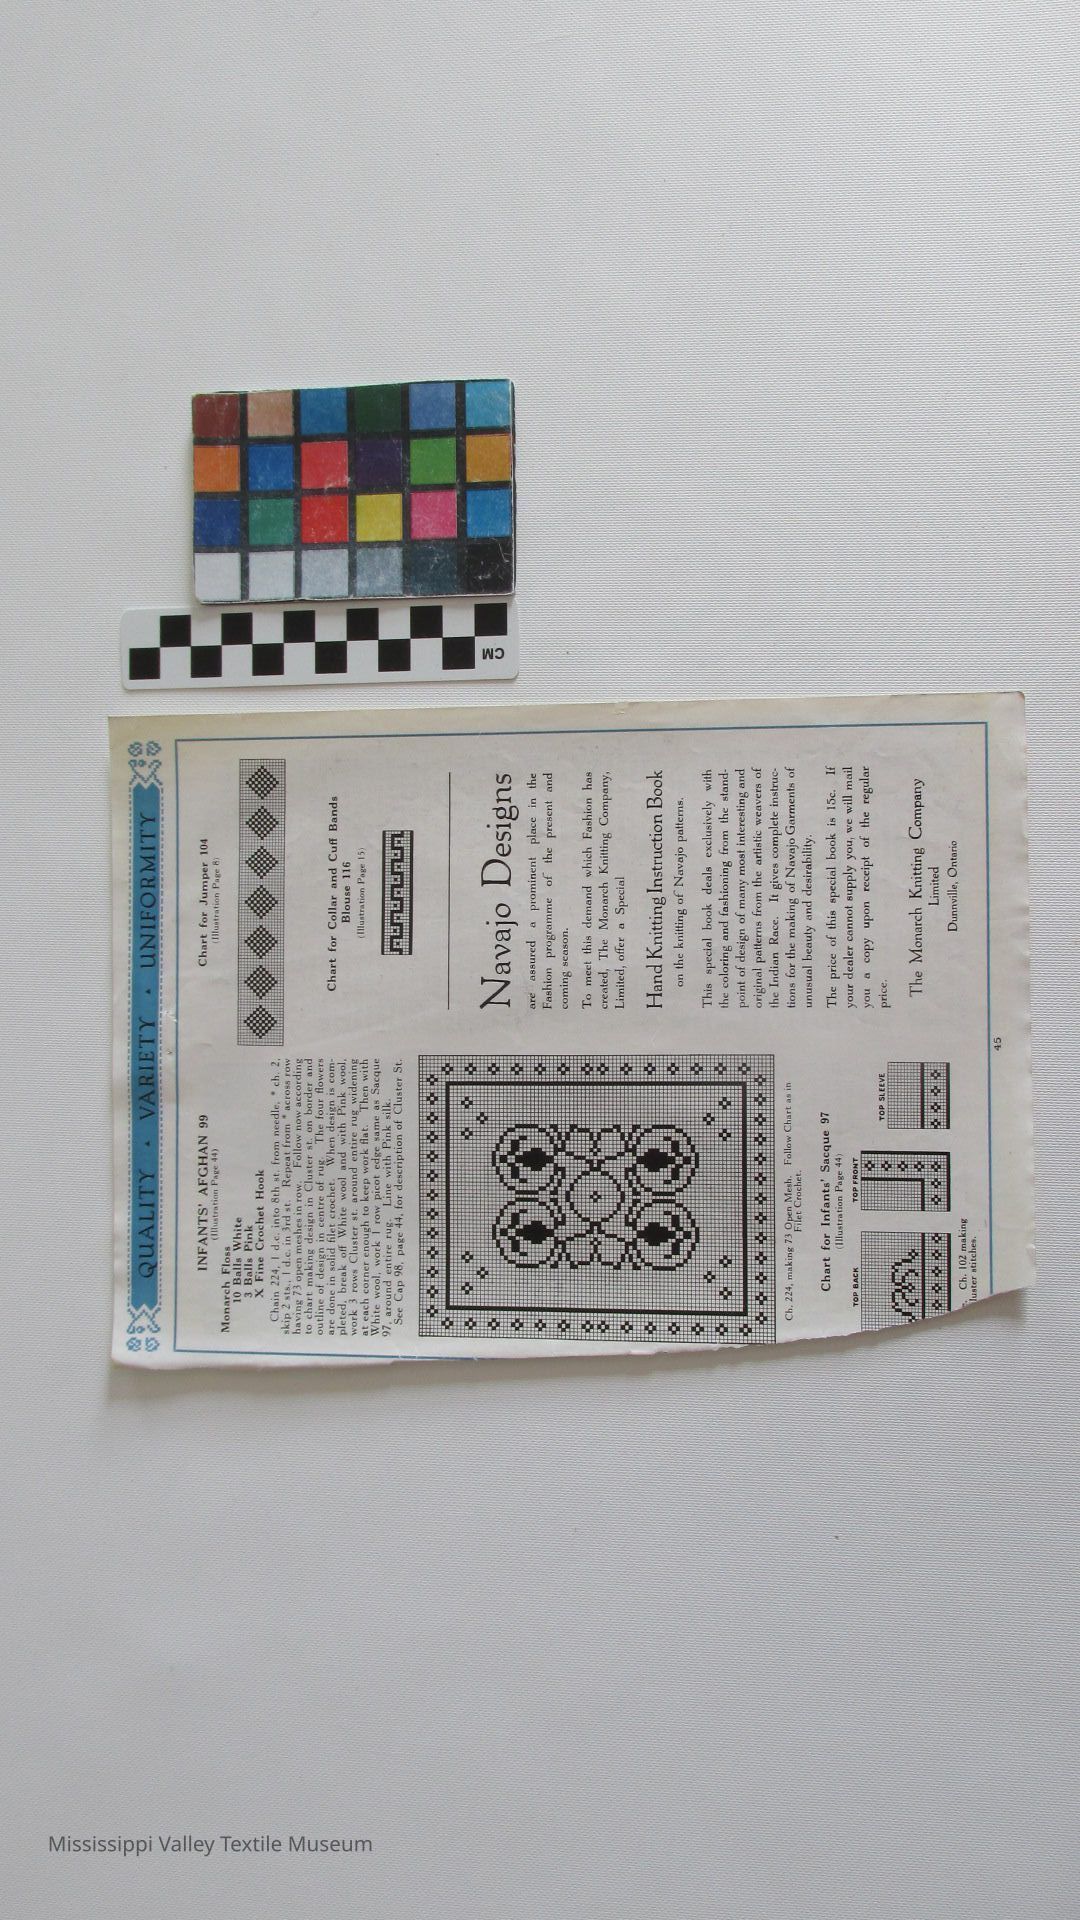 QUALITY • VARIETY • UNIFORMITY
INFANTS' AFGHAN 99
(Illustration Page 44)
Monarch Floss
10 Balls White
3 Balls Pink
X Fine Crochet Hook
Chain 224, 1 d.c. into 8th st. from needle, * ch. 2,
skip 2 sts., 1 d.c. in 3rd st. Repeat from * across row
having 73 open meshes in row. Follow now according
to chart making design in Cluster st. on border and
outline of design in centre of rug. The four flowers
are done in solid filet crochet. When design is com-
pleted, break off White wool and with Pink wool,
work 3 rows Cluster st. around entire rug widening
at each corner enough to keep work flat. Then with
White wool, work 1 row picot edge same as Sacque
97, around entire rug. Line with Pink silk.
See Cap 98, page 44, for description of Cluster St.
Ch. 224, making 73 Open Mesh. Follow Chart as in
Filet Crochet.
Chart for Infants' Sacque 97
(Illustration Page 44)
TOP BACK
TOP FRONT
TOP SLEEVE
Ch. 102 making
luster stitches.
Chart for Jumper 104
(Illustration Page 8)
Chart for Collar and Cuff Bands
Blouse 116
(Illustration Page 15)
Navajo Designs
are assured a prominent place in the
Fashion programme of the present and
coming season.
To meet this demand which Fashion has
created, The Monarch Knitting Company,
Limited, offer a Special
Hand Knitting Instruction Book
on the knitting of Navajo patterns.
This special book deals exclusively with
the coloring and fashioning from the stand-
point of design of many most interesting and
original patterns from the artistic weavers of
the Indian Race. It gives complete instruc-
tions for the making of Navajo Garments of
unusual beauty and desirability.
The price of this special book is 15c. If
your dealer cannot supply you, we will mail
you a copy upon receipt of the regular
price.
The Monarch Knitting Company
Limited
Dunnville, Ontario
45
CM
Mississippi Valley Textile Museum